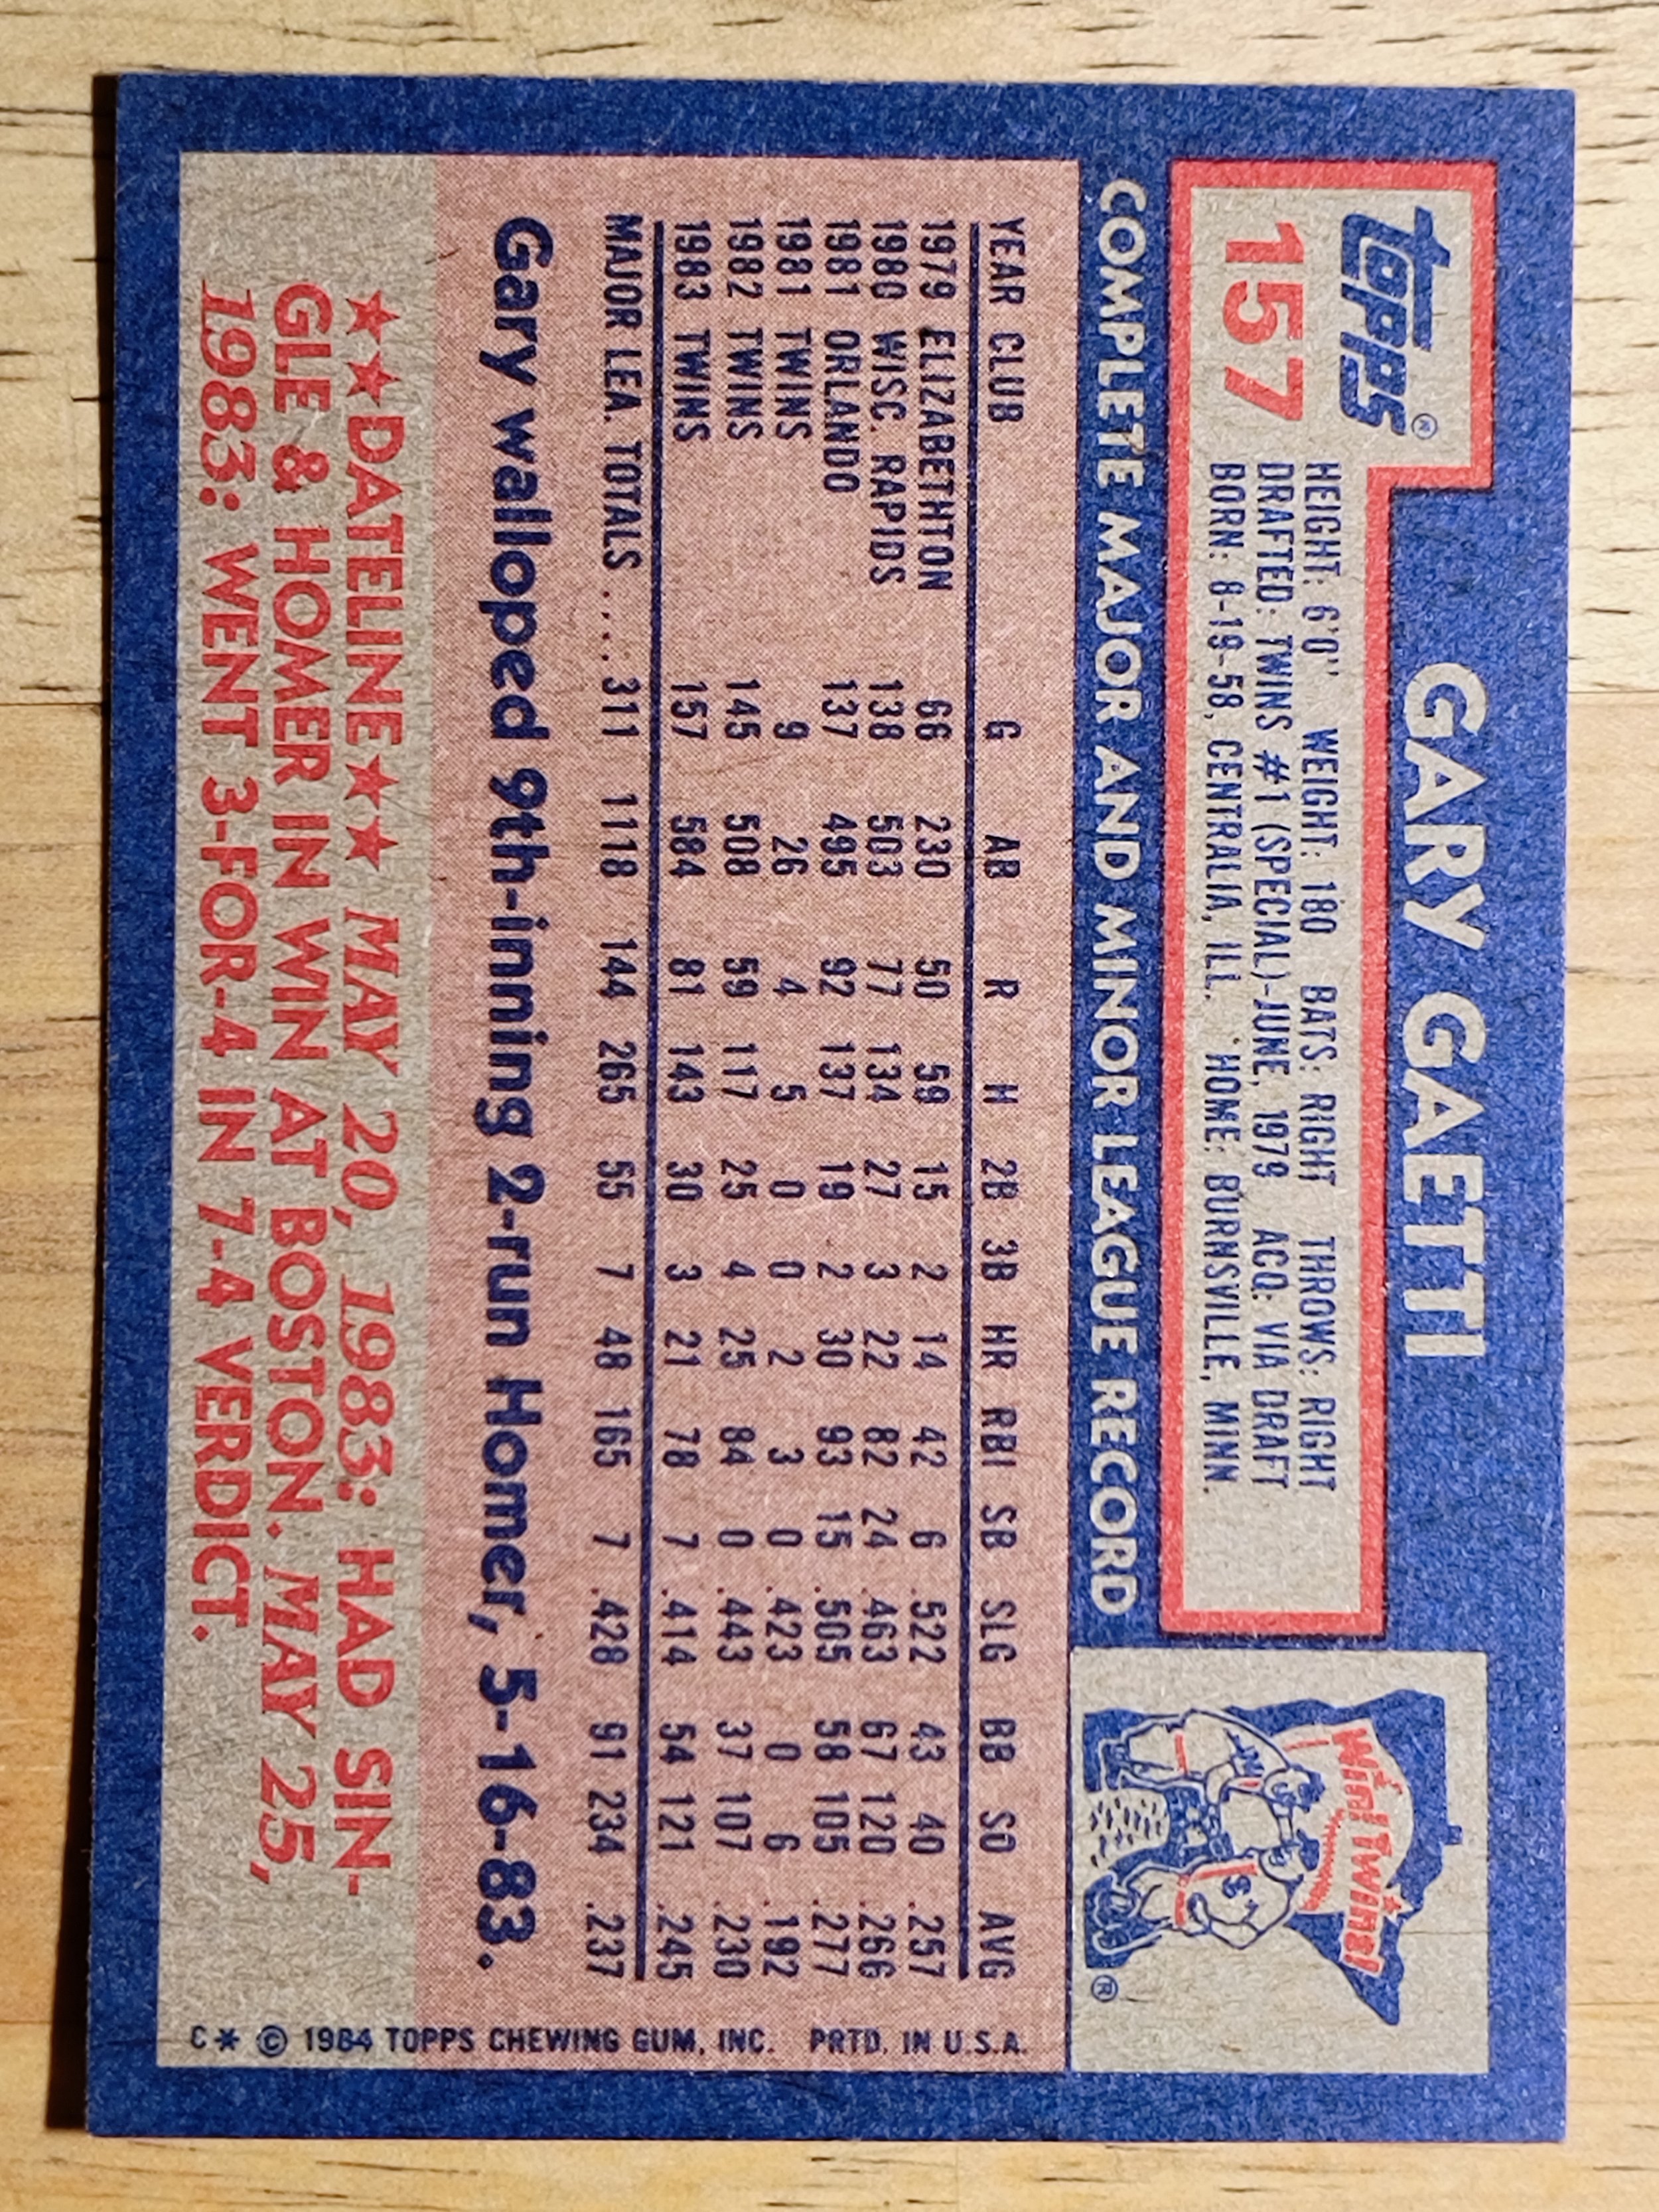 topps®
157
GARY GAETTI
HEIGHT: 6'0" WEIGHT: 180 BATS: RIGHT THROWS: RIGHT
DRAFTED: TWINS #1 (SPECIAL)-JUNE, 1979 ACQ: VIA DRAFT
BORN: 8-19-58, CENTRALIA, ILL. HOME: BURNSVILLE, MINN.
Win! Twins!
®
COMPLETE MAJOR AND MINOR LEAGUE RECORD
YEAR CLUB G AB R H 2B 3B HR RBI SB SLG BB SO AVG
1979 ELIZABETHTON 66 230 50 59 15 2 14 42 6 .522 43 40 .257
1980 WISC. RAPIDS 138 503 77 134 27 3 22 82 24 .463 67 120 .266
1981 ORLANDO 137 495 92 137 19 2 30 93 15 .505 58 105 .277
1981 TWINS 9 26 4 5 0 0 2 3 0 .423 0 6 .192
1982 TWINS 145 508 59 117 25 4 25 84 0 .443 37 107 .230
1983 TWINS 157 584 81 143 30 3 21 78 7 .414 54 121 .245
MAJOR LEA. TOTALS .... 311 1118 144 265 55 7 48 165 7 .428 91 234 .237
Gary walloped 9th-inning 2-run Homer, 5-16-83.
★★DATELINE★★ MAY 20, 1983: HAD SIN-
GLE & HOMER IN WIN AT BOSTON. MAY 25,
1983: WENT 3-FOR-4 IN 7-4 VERDICT.
C* © 1984 TOPPS CHEWING GUM, INC. PRTD. IN U.S.A.